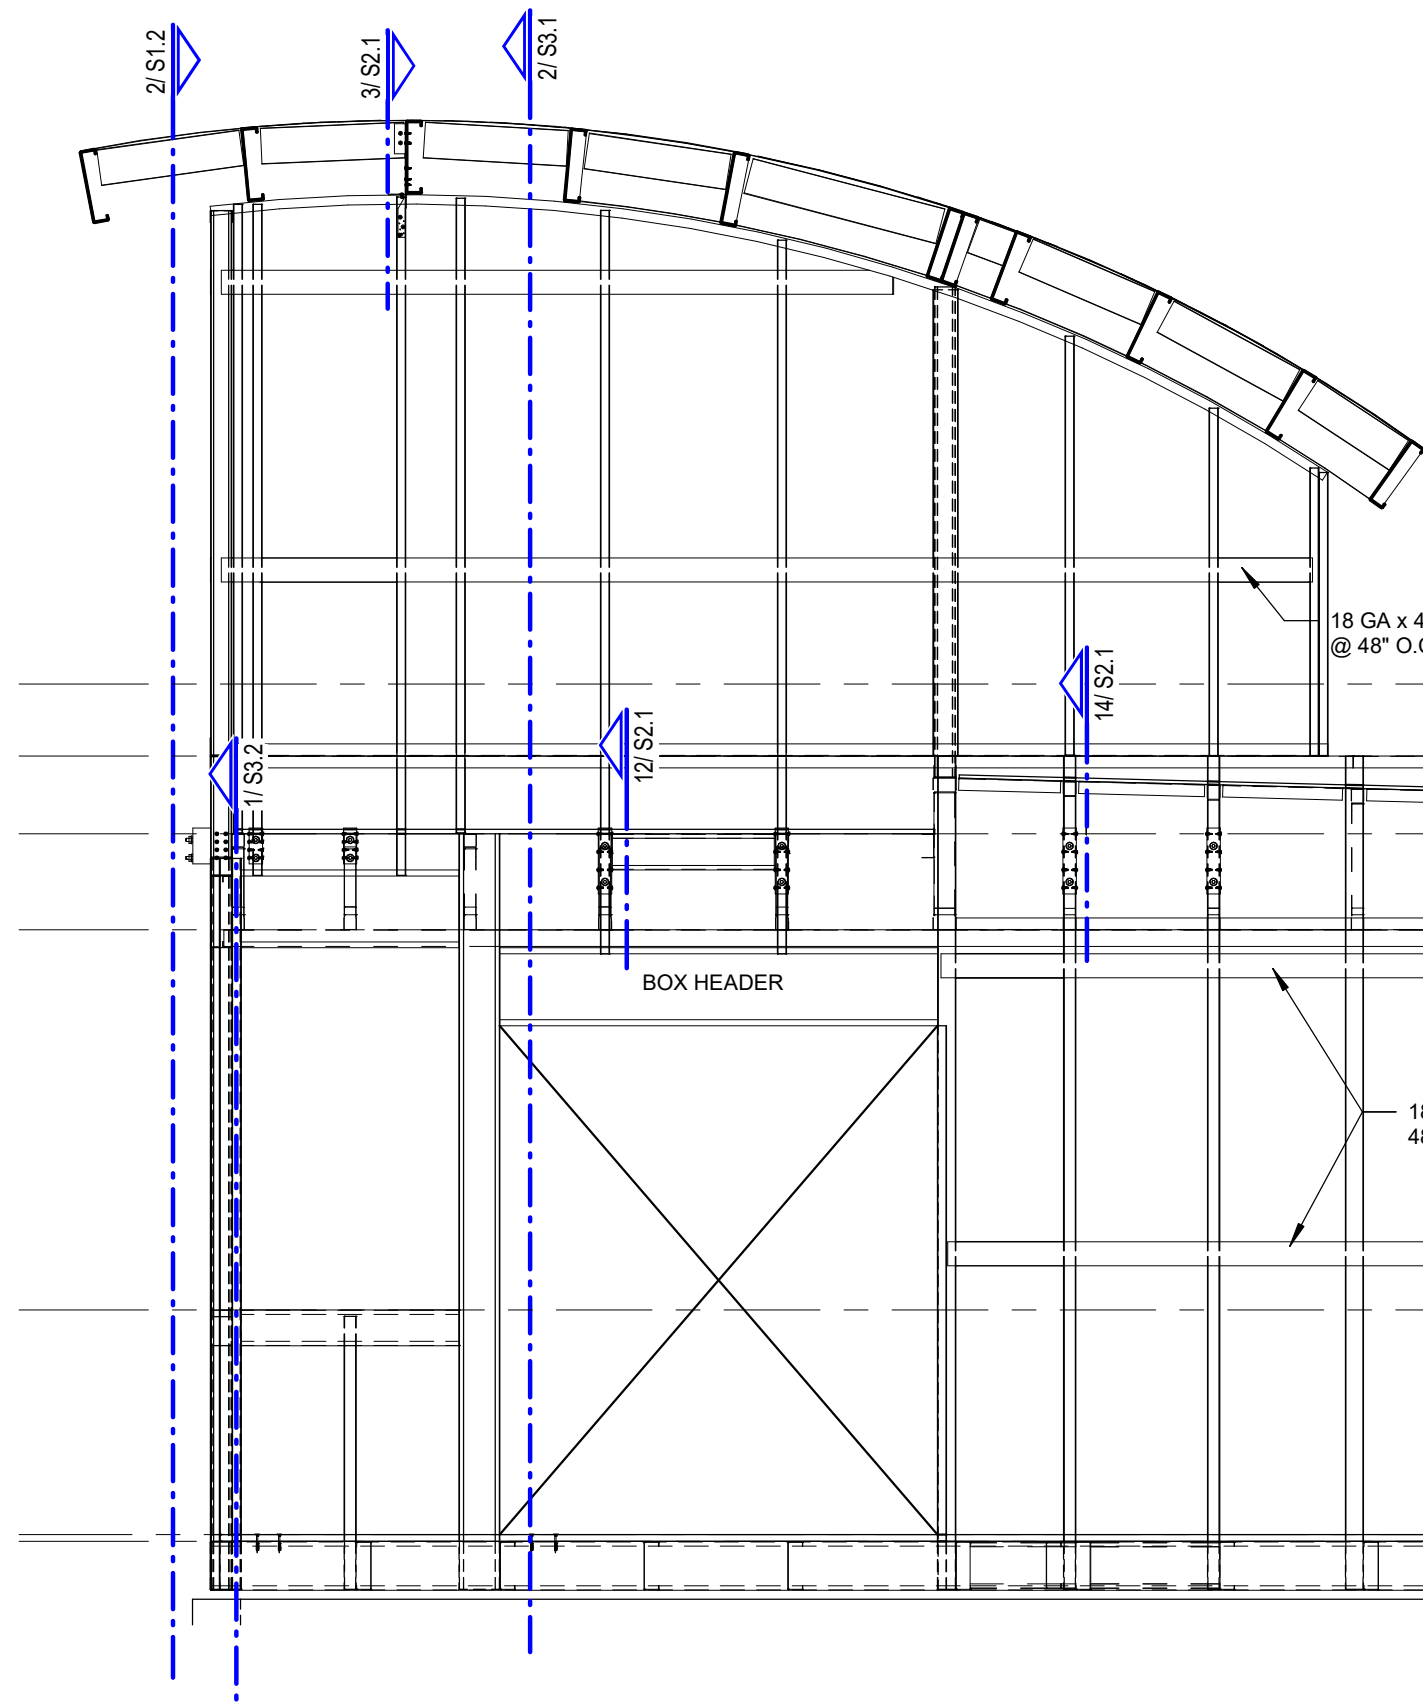 2/ S1.2
3/ S2.1
2/ S3.1
18 GA x 4
@ 48" O.C
14/ S2.1
12/ S2.1
1/ S3.2
BOX HEADER
18
48